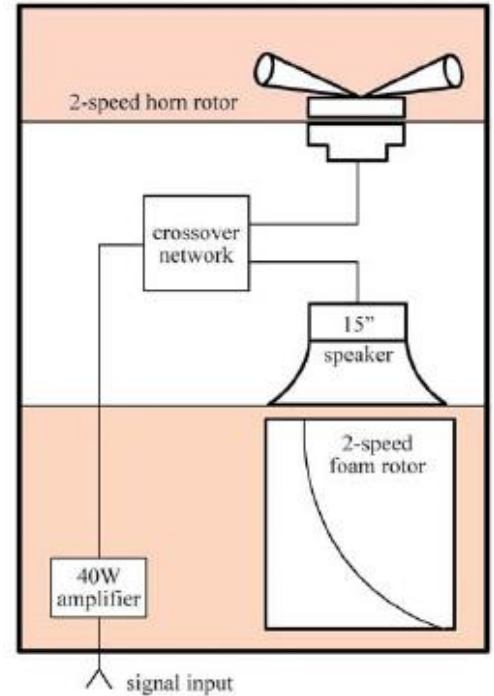 2-speed horn rotor
crossover
network
15”
speaker
2-speed
foam rotor
40W
amplifier
signal input